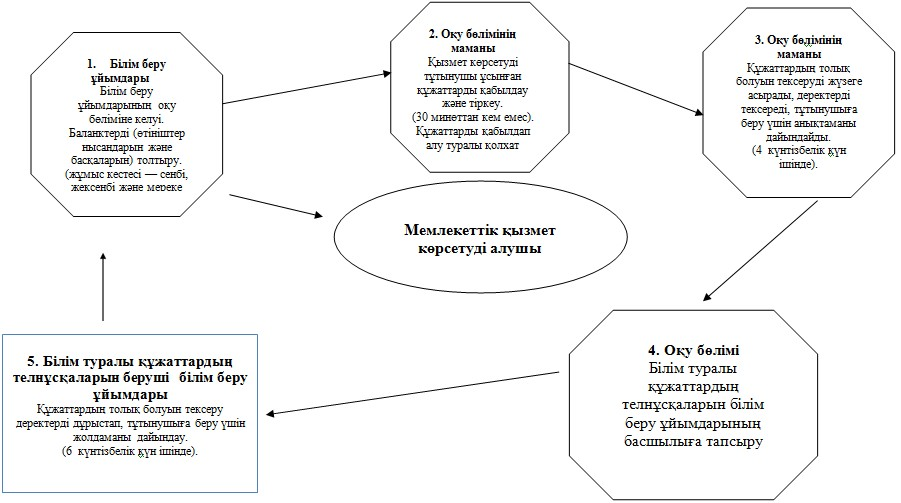 1. Білім беру
ұйымдары
Білім беру
ұйымдарының оқу
бөліміне келуі.
Баланктерді (өтініштер
нысандарын және
басқаларын) толтыру.
(жұмыс кестесі — сенбі,
жексенбі және мереке
2. Оқу бөлімінің
маманы
Қызмет көрсетуді
тұтынушы ұсынған
құжаттарды қабылдау
және тіркеу.
(30 минөттан кем емес).
Құжаттарды қабылдап
алу туралы қолхат
3. Оқу бөлімінің
маманы
Құжаттардың толық
болуын тексеруді жүзеге
асырады, деректерді
тексереді, тұтынушыға
беру үшін анықтаманы
дайындайды.
(4 күнтізбелік күн
ішінде).
Мемлекеттік қызмет
көрсетуді алушы
4. Оқу бөлімі
Білім туралы
құжаттардың
телнұсқаларын білім
беру ұйымдарының
басшылыға тапсыру
5. Білім туралы құжаттардың
телнұсқаларын беруші білім беру
ұйымдары
Құжаттардың толық болуын тексеру
деректерді дұрыстап, тұтынушыға беру үшін
жолдаманы дайындау.
(6 күнтізбелік күн ішінде).